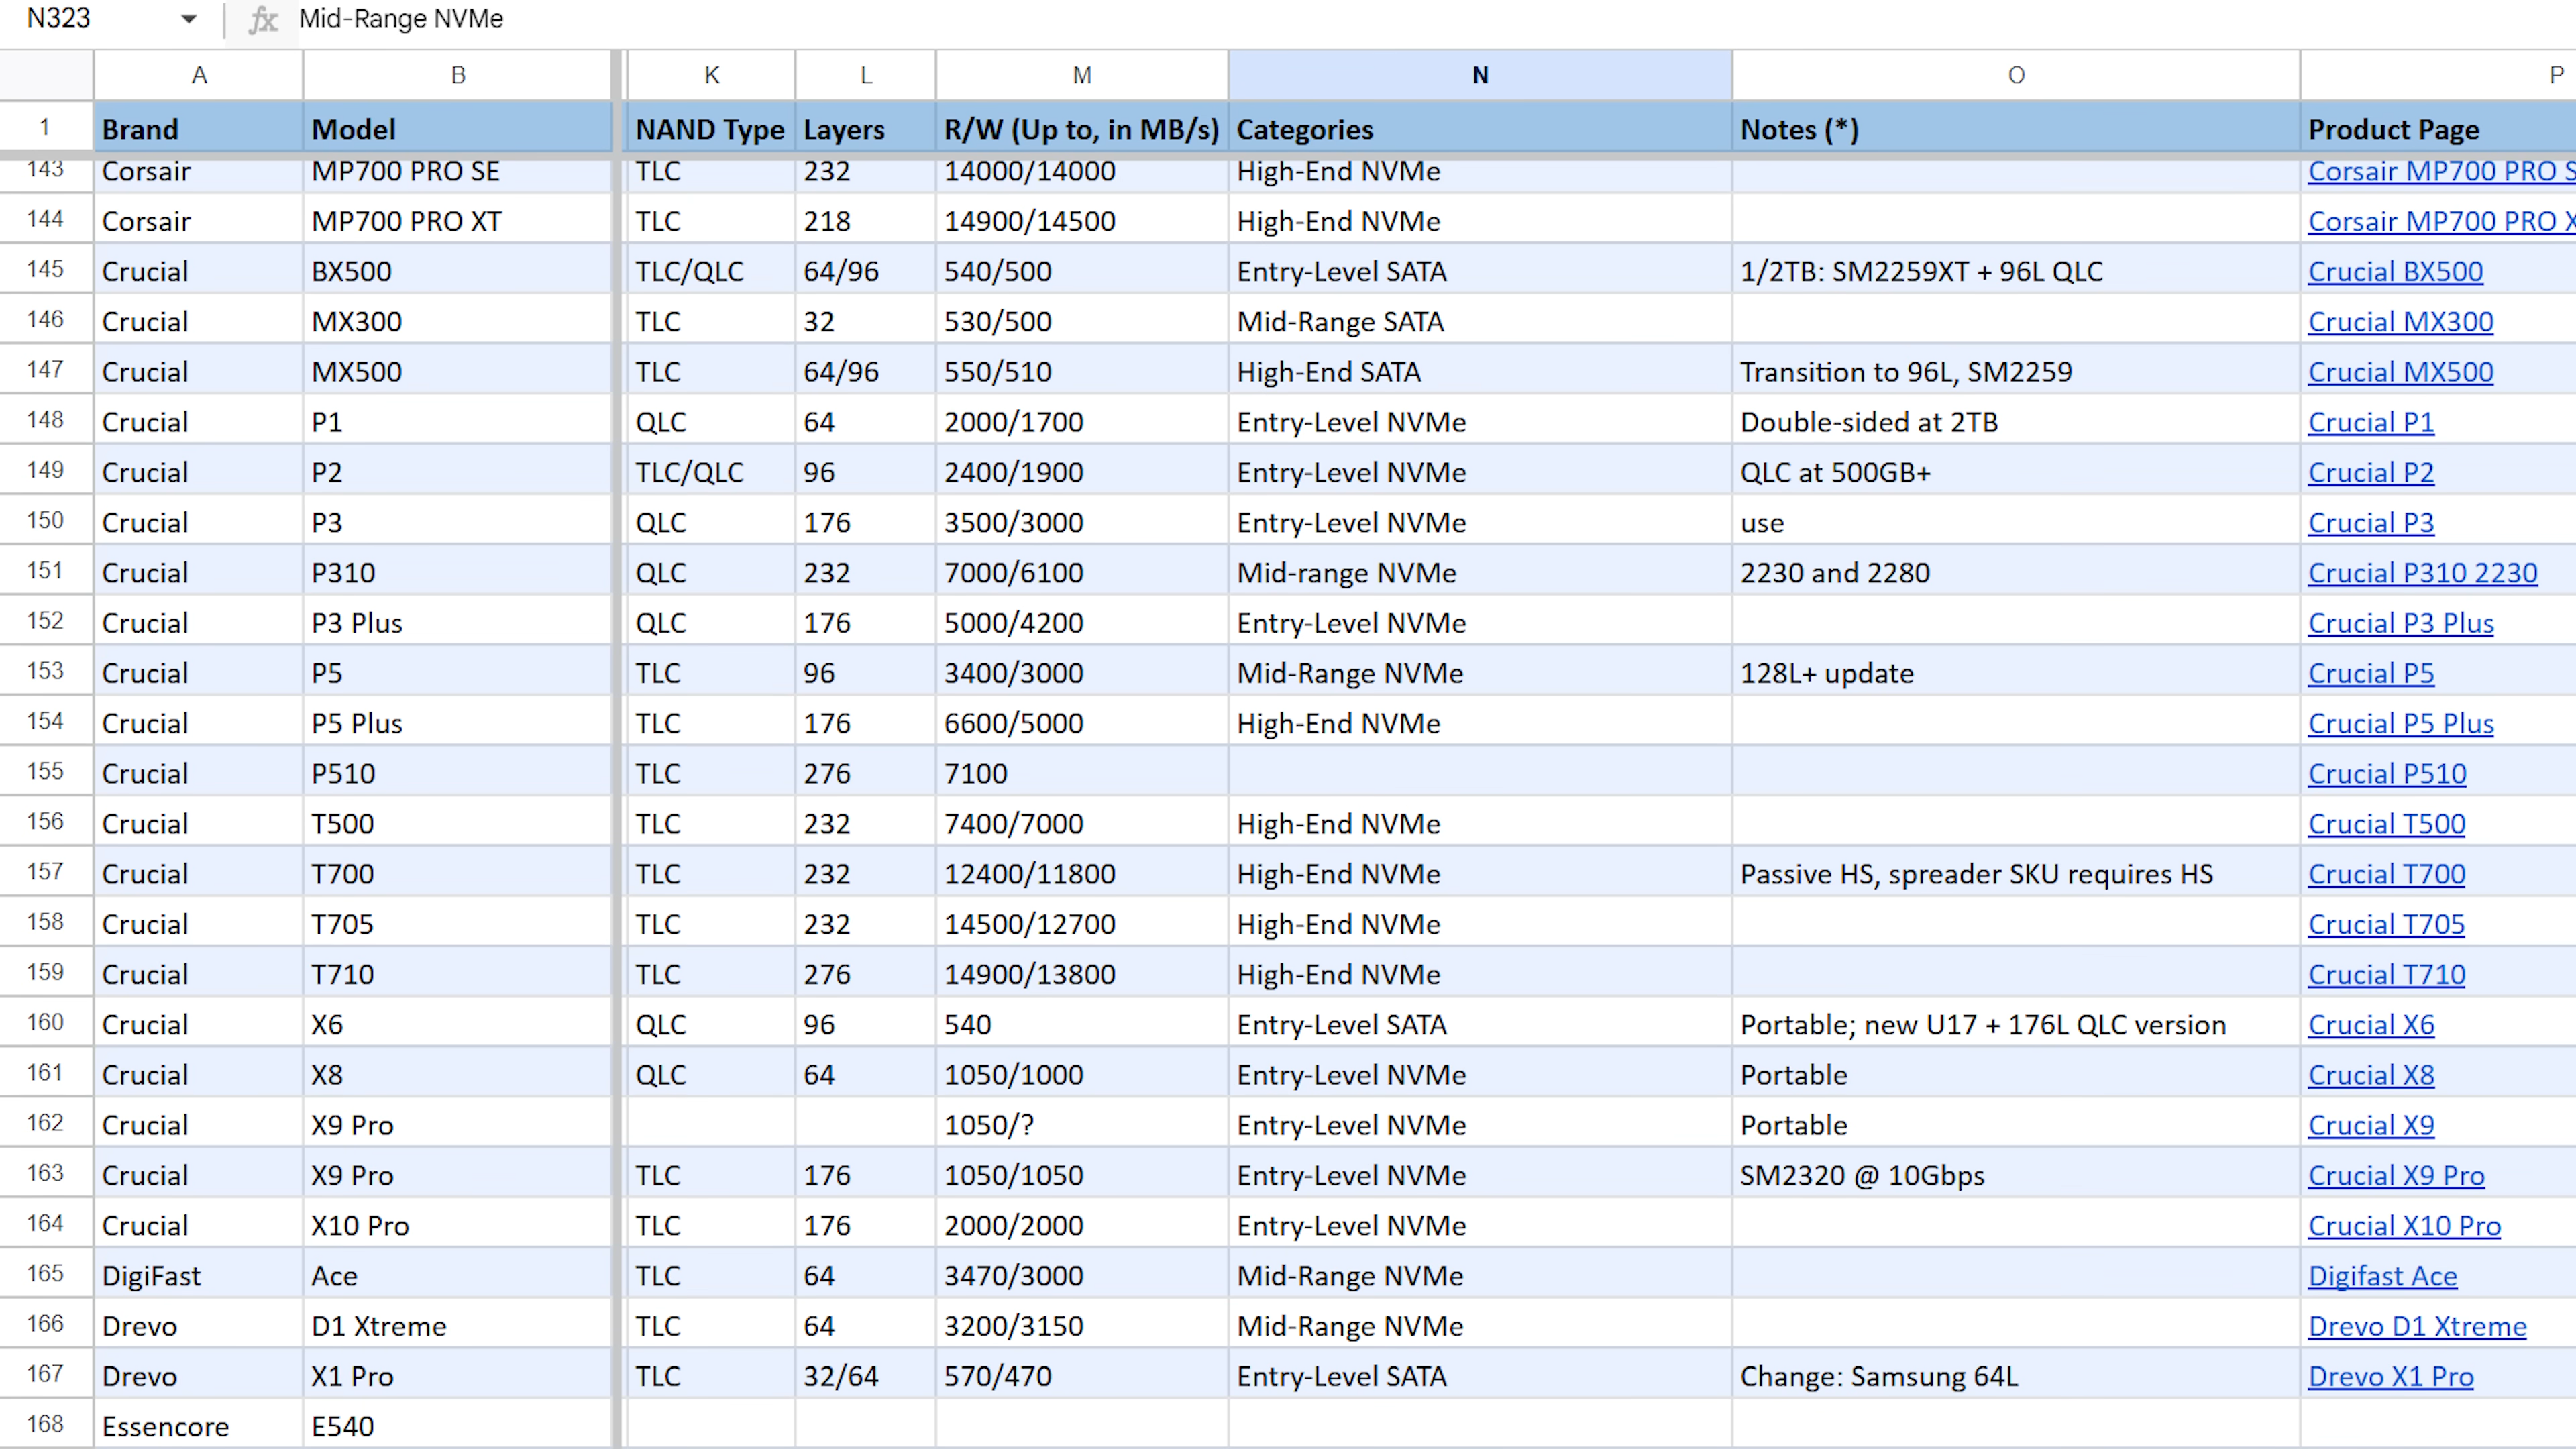 N323 fx Mid-Range NVMe
A B K L M N O P
1 Brand Model NAND Type Layers R/W (Up to, in MB/s) Categories Notes (*) Product Page
143 Corsair MP700 PRO SE TLC 232 14000/14000 High-End NVMe Corsair MP700 PRO S
144 Corsair MP700 PRO XT TLC 218 14900/14500 High-End NVMe Corsair MP700 PRO X
145 Crucial BX500 TLC/QLC 64/96 540/500 Entry-Level SATA 1/2TB: SM2259XT + 96L QLC Crucial BX500
146 Crucial MX300 TLC 32 530/500 Mid-Range SATA Crucial MX300
147 Crucial MX500 TLC 64/96 550/510 High-End SATA Transition to 96L, SM2259 Crucial MX500
148 Crucial P1 QLC 64 2000/1700 Entry-Level NVMe Double-sided at 2TB Crucial P1
149 Crucial P2 TLC/QLC 96 2400/1900 Entry-Level NVMe QLC at 500GB+ Crucial P2
150 Crucial P3 QLC 176 3500/3000 Entry-Level NVMe use Crucial P3
151 Crucial P310 QLC 232 7000/6100 Mid-range NVMe 2230 and 2280 Crucial P310 2230
152 Crucial P3 Plus QLC 176 5000/4200 Entry-Level NVMe Crucial P3 Plus
153 Crucial P5 TLC 96 3400/3000 Mid-Range NVMe 128L+ update Crucial P5
154 Crucial P5 Plus TLC 176 6600/5000 High-End NVMe Crucial P5 Plus
155 Crucial P510 TLC 276 7100 Crucial P510
156 Crucial T500 TLC 232 7400/7000 High-End NVMe Crucial T500
157 Crucial T700 TLC 232 12400/11800 High-End NVMe Passive HS, spreader SKU requires HS Crucial T700
158 Crucial T705 TLC 232 14500/12700 High-End NVMe Crucial T705
159 Crucial T710 TLC 276 14900/13800 High-End NVMe Crucial T710
160 Crucial X6 QLC 96 540 Entry-Level SATA Portable; new U17 + 176L QLC version Crucial X6
161 Crucial X8 QLC 64 1050/1000 Entry-Level NVMe Portable Crucial X8
162 Crucial X9 Pro 1050/? Entry-Level NVMe Portable Crucial X9
163 Crucial X9 Pro TLC 176 1050/1050 Entry-Level NVMe SM2320 @ 10Gbps Crucial X9 Pro
164 Crucial X10 Pro TLC 176 2000/2000 Entry-Level NVMe Crucial X10 Pro
165 DigiFast Ace TLC 64 3470/3000 Mid-Range NVMe Digifast Ace
166 Drevo D1 Xtreme TLC 64 3200/3150 Mid-Range NVMe Drevo D1 Xtreme
167 Drevo X1 Pro TLC 32/64 570/470 Entry-Level SATA Change: Samsung 64L Drevo X1 Pro
168 Essencore E540